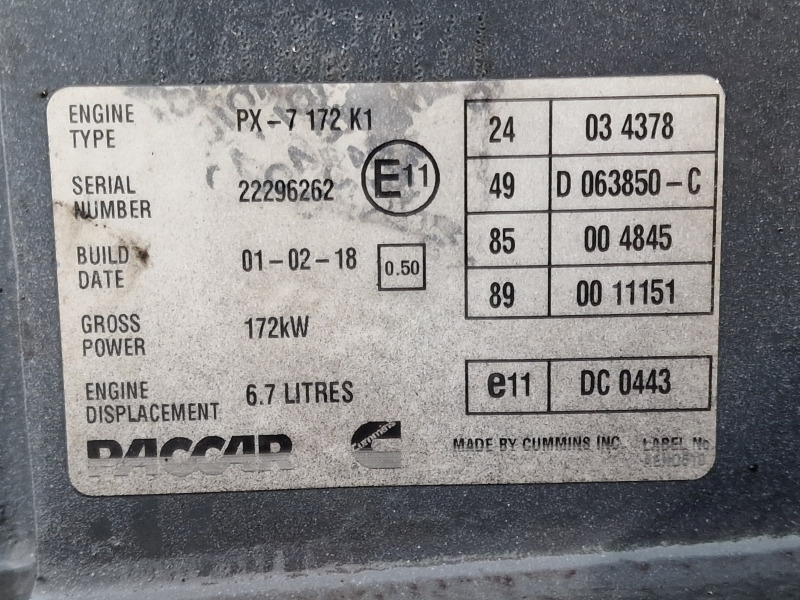 ENGINE TYPE PX-7 172 K1
SERIAL NUMBER 22296262
E11
BUILD DATE 01-02-18
0.50
GROSS POWER 172kW
ENGINE DISPLACEMENT 6.7 LITRES
24 03 4378
49 D 063850-C
85 00 4845
89 00 11151
e11 DC 0443
PACCAR
Cummins
MADE BY CUMMINS INC. LABEL No